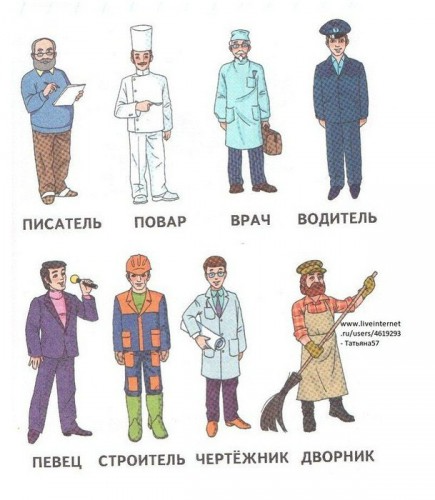 ПИСАТЕЛЬ ПОВАР ВРАЧ ВОДИТЕЛЬ
www.liveinternet
.ru/users/4619293
- Татьяна57
ПЕВЕЦ СТРОИТЕЛЬ ЧЕРТЁЖНИК ДВОРНИК